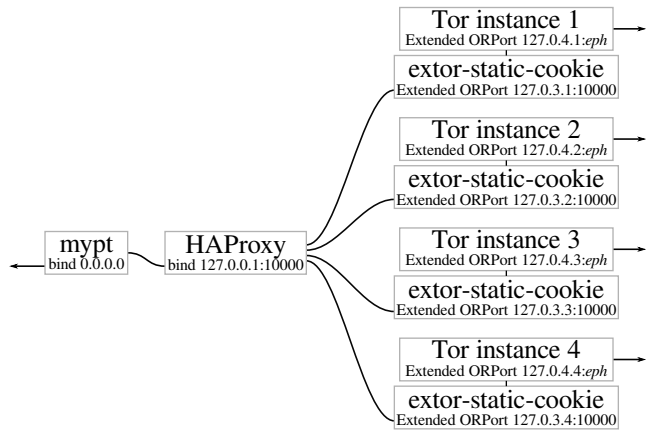 Tor instance 1
Extended ORPort 127.0.4.1:eph
extor-static-cookie
Extended ORPort 127.0.3.1:10000
Tor instance 2
Extended ORPort 127.0.4.2:eph
extor-static-cookie
Extended ORPort 127.0.3.2:10000
mypt
bind 0.0.0.0
HAProxy
bind 127.0.0.1:10000
Tor instance 3
Extended ORPort 127.0.4.3:eph
extor-static-cookie
Extended ORPort 127.0.3.3:10000
Tor instance 4
Extended ORPort 127.0.4.4:eph
extor-static-cookie
Extended ORPort 127.0.3.4:10000